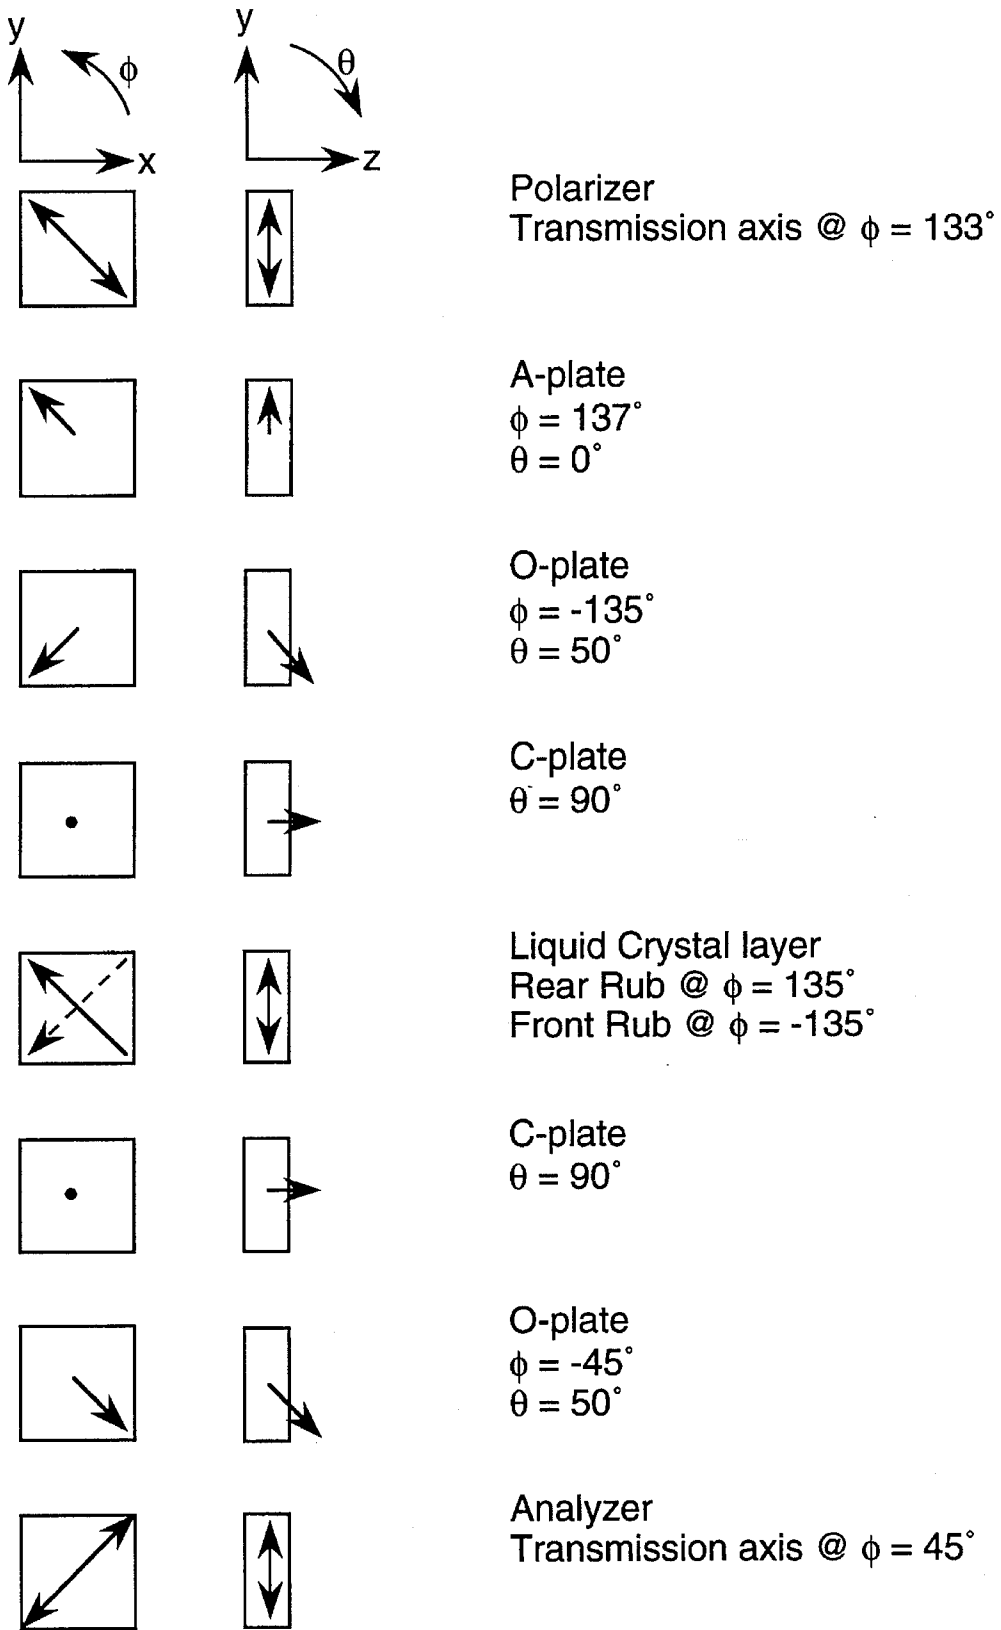 y
y
ϕ
θ
x
z
Polarizer
Transmission axis @ ϕ = 133°
A-plate
ϕ = 137°
θ = 0°
O-plate
ϕ = -135°
θ = 50°
C-plate
θ = 90°
Liquid Crystal layer
Rear Rub @ ϕ = 135°
Front Rub @ ϕ = -135°
C-plate
θ = 90°
O-plate
ϕ = -45°
θ = 50°
Analyzer
Transmission axis @ ϕ = 45°